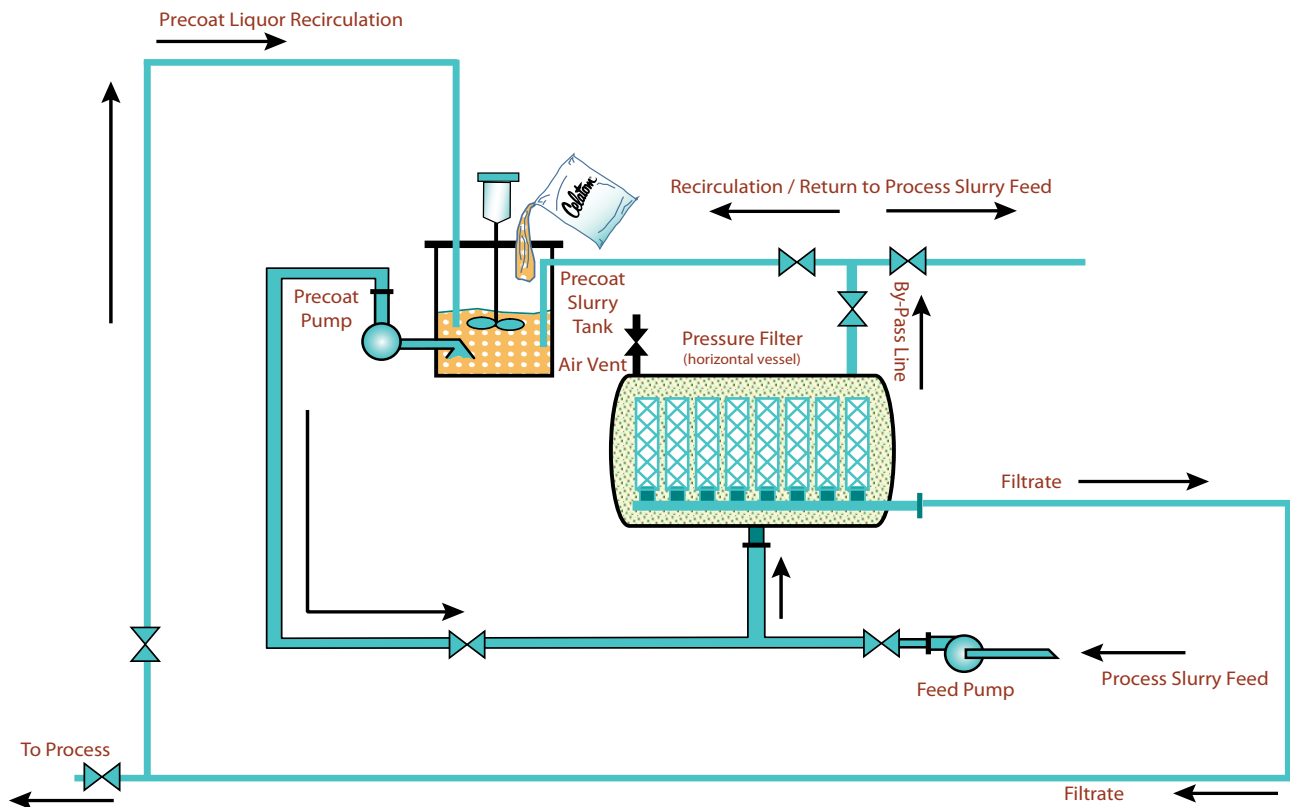 Precoat Liquor Recirculation
Celatom
Recirculation / Return to Process Slurry Feed
Precoat
Pump
Precoat
Slurry
Tank
Air Vent
Pressure Filter
(horizontal vessel)
By-Pass Line
Filtrate
Feed Pump
Process Slurry Feed
To Process
Filtrate